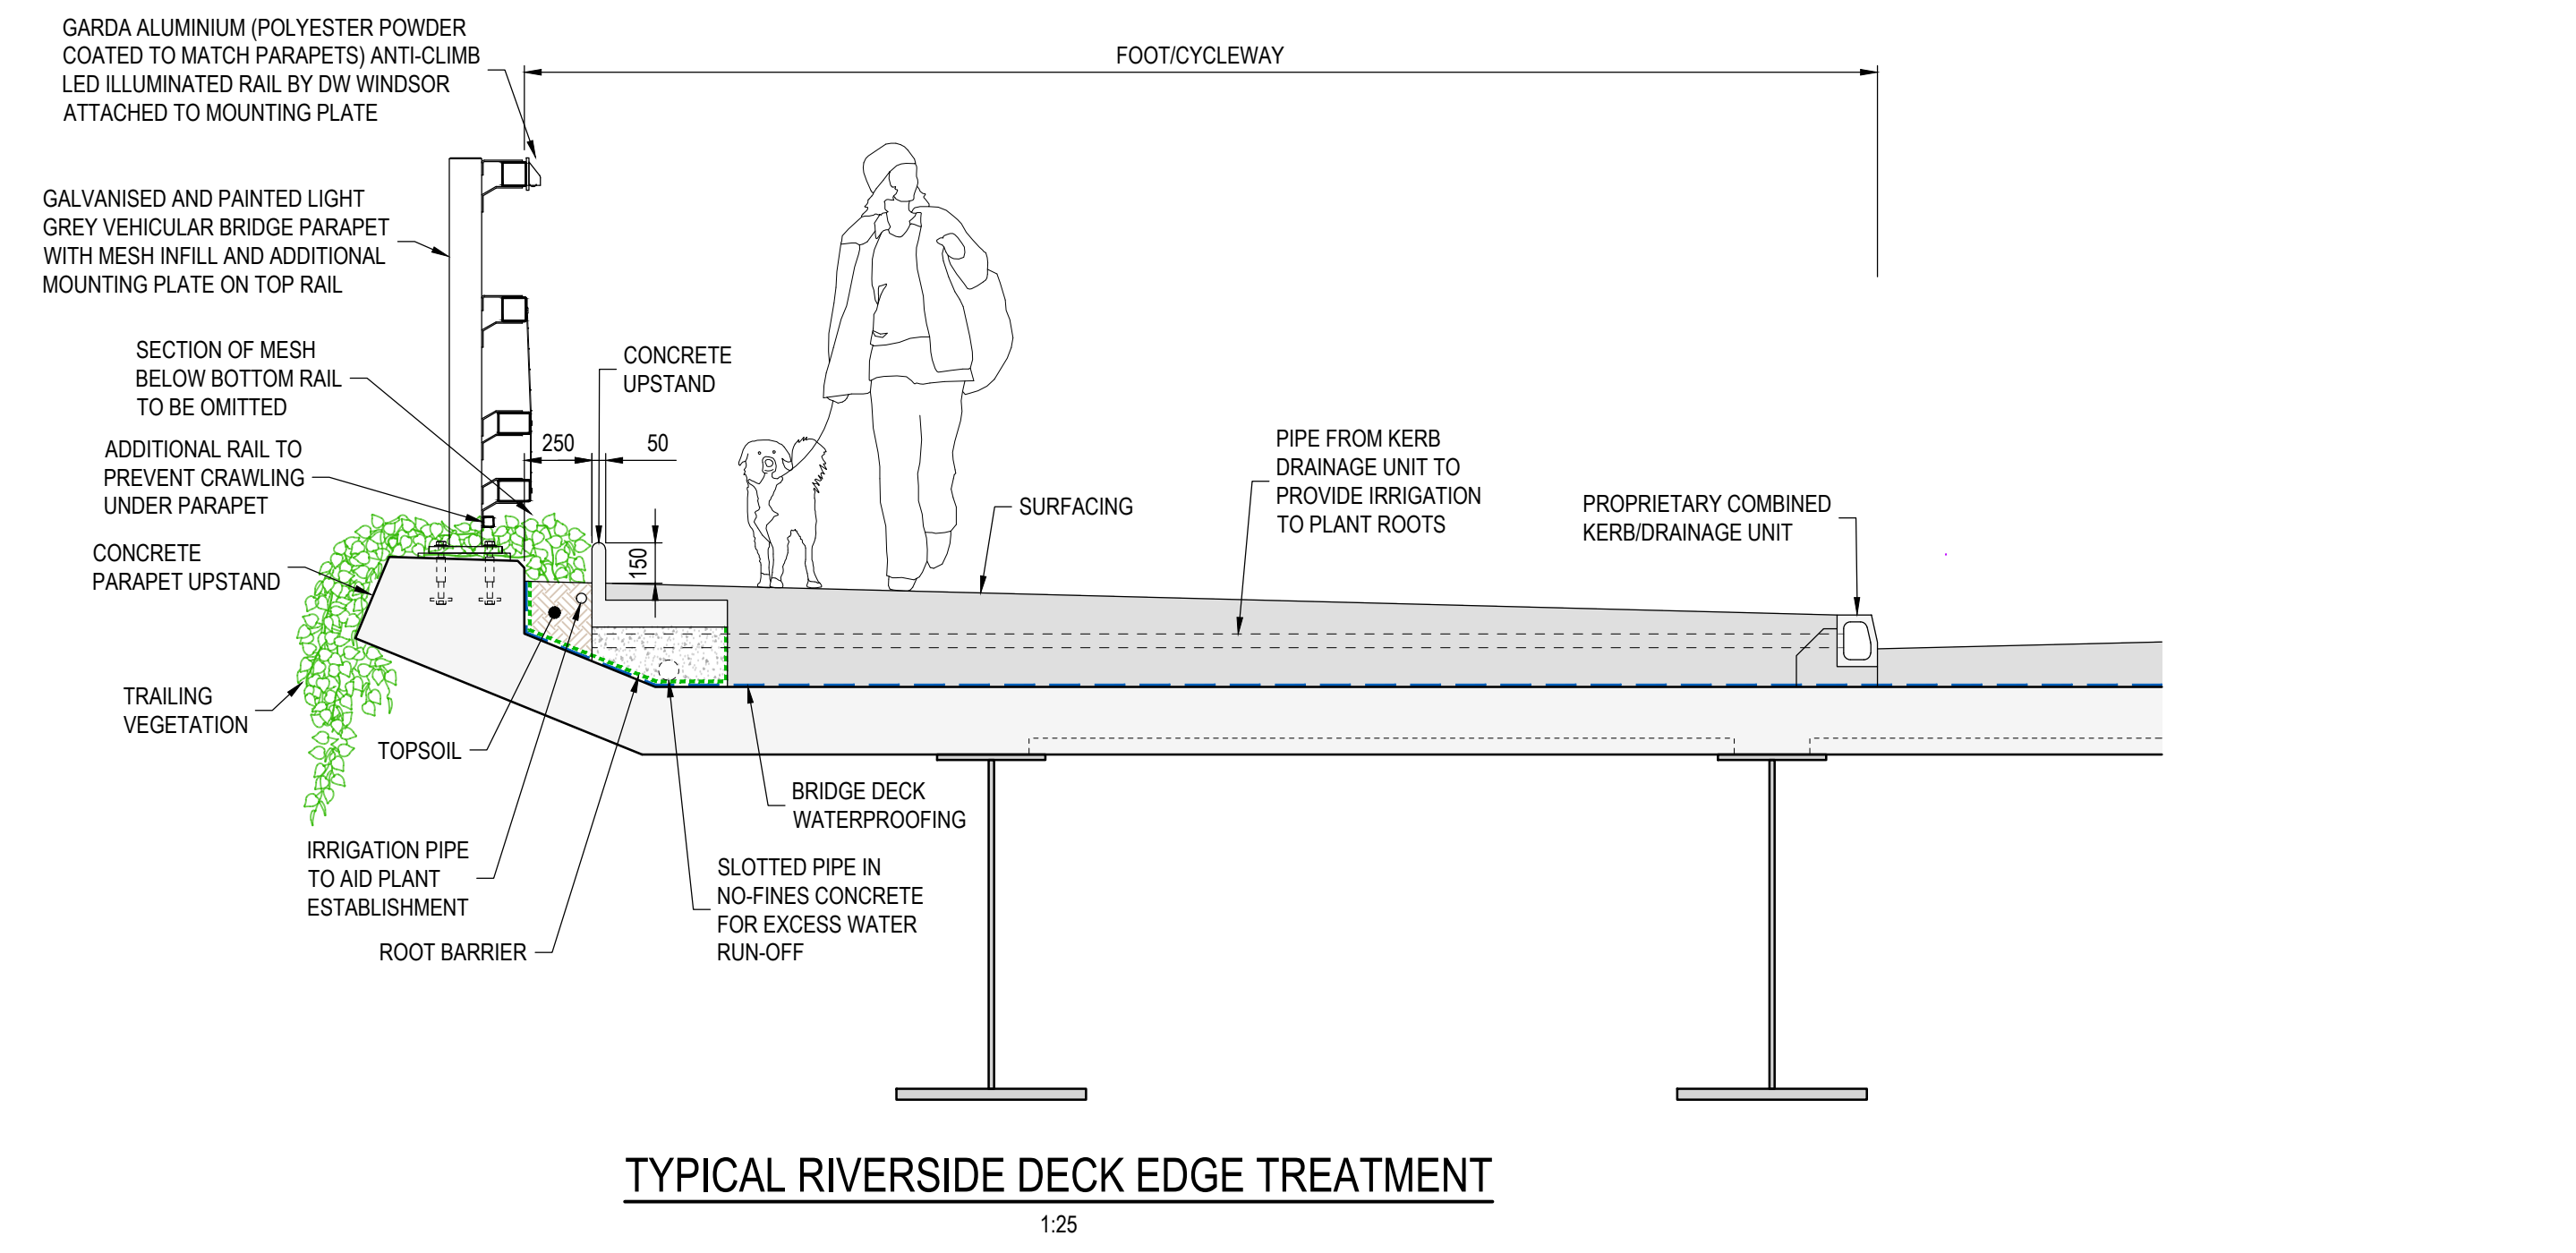 GARDA ALUMINIUM (POLYESTER POWDER
COATED TO MATCH PARAPETS) ANTI-CLIMB
LED ILLUMINATED RAIL BY DW WINDSOR
ATTACHED TO MOUNTING PLATE
FOOT/CYCLEWAY
GALVANISED AND PAINTED LIGHT
GREY VEHICULAR BRIDGE PARAPET
WITH MESH INFILL AND ADDITIONAL
MOUNTING PLATE ON TOP RAIL
SECTION OF MESH
BELOW BOTTOM RAIL
TO BE OMITTED
CONCRETE
UPSTAND
ADDITIONAL RAIL TO
PREVENT CRAWLING
UNDER PARAPET
250
50
150
PIPE FROM KERB
DRAINAGE UNIT TO
PROVIDE IRRIGATION
TO PLANT ROOTS
SURFACING
PROPRIETARY COMBINED
KERB/DRAINAGE UNIT
CONCRETE
PARAPET UPSTAND
TRAILING
VEGETATION
TOPSOIL
BRIDGE DECK
WATERPROOFING
IRRIGATION PIPE
TO AID PLANT
ESTABLISHMENT
SLOTTED PIPE IN
NO-FINES CONCRETE
FOR EXCESS WATER
RUN-OFF
ROOT BARRIER
TYPICAL RIVERSIDE DECK EDGE TREATMENT
1:25